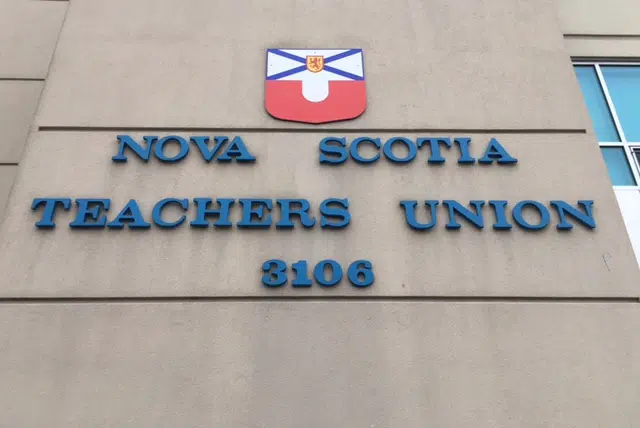 NOVA SCOTIA
TEACHERS UNION
3106